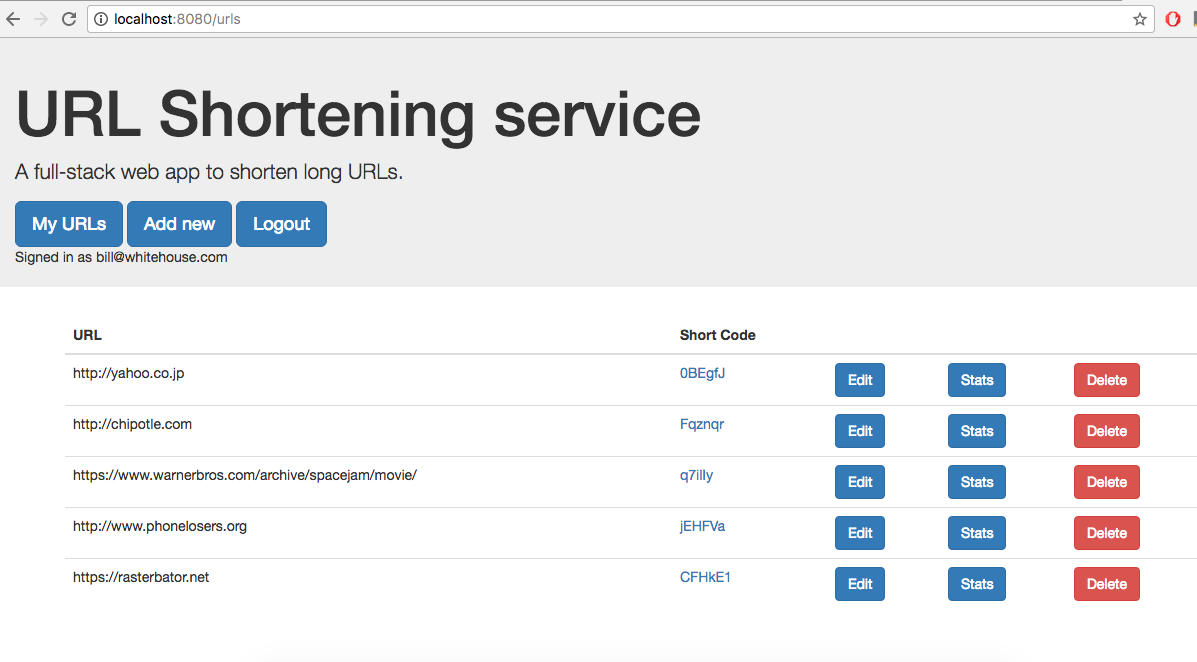 localhost:8080/urls
URL Shortening service
A full-stack web app to shorten long URLs.
My URLs Add new Logout
Signed in as bill@whitehouse.com
URL Short Code
http://yahoo.co.jp 0BEgfJ Edit Stats Delete
http://chipotle.com Fqznqr Edit Stats Delete
https://www.warnerbros.com/archive/spacejam/movie/ Edit Stats Delete
http://www.phonelosers.org jEHFVa Edit Stats Delete
https://rasterbator.net CFHkE1 Edit Stats Delete